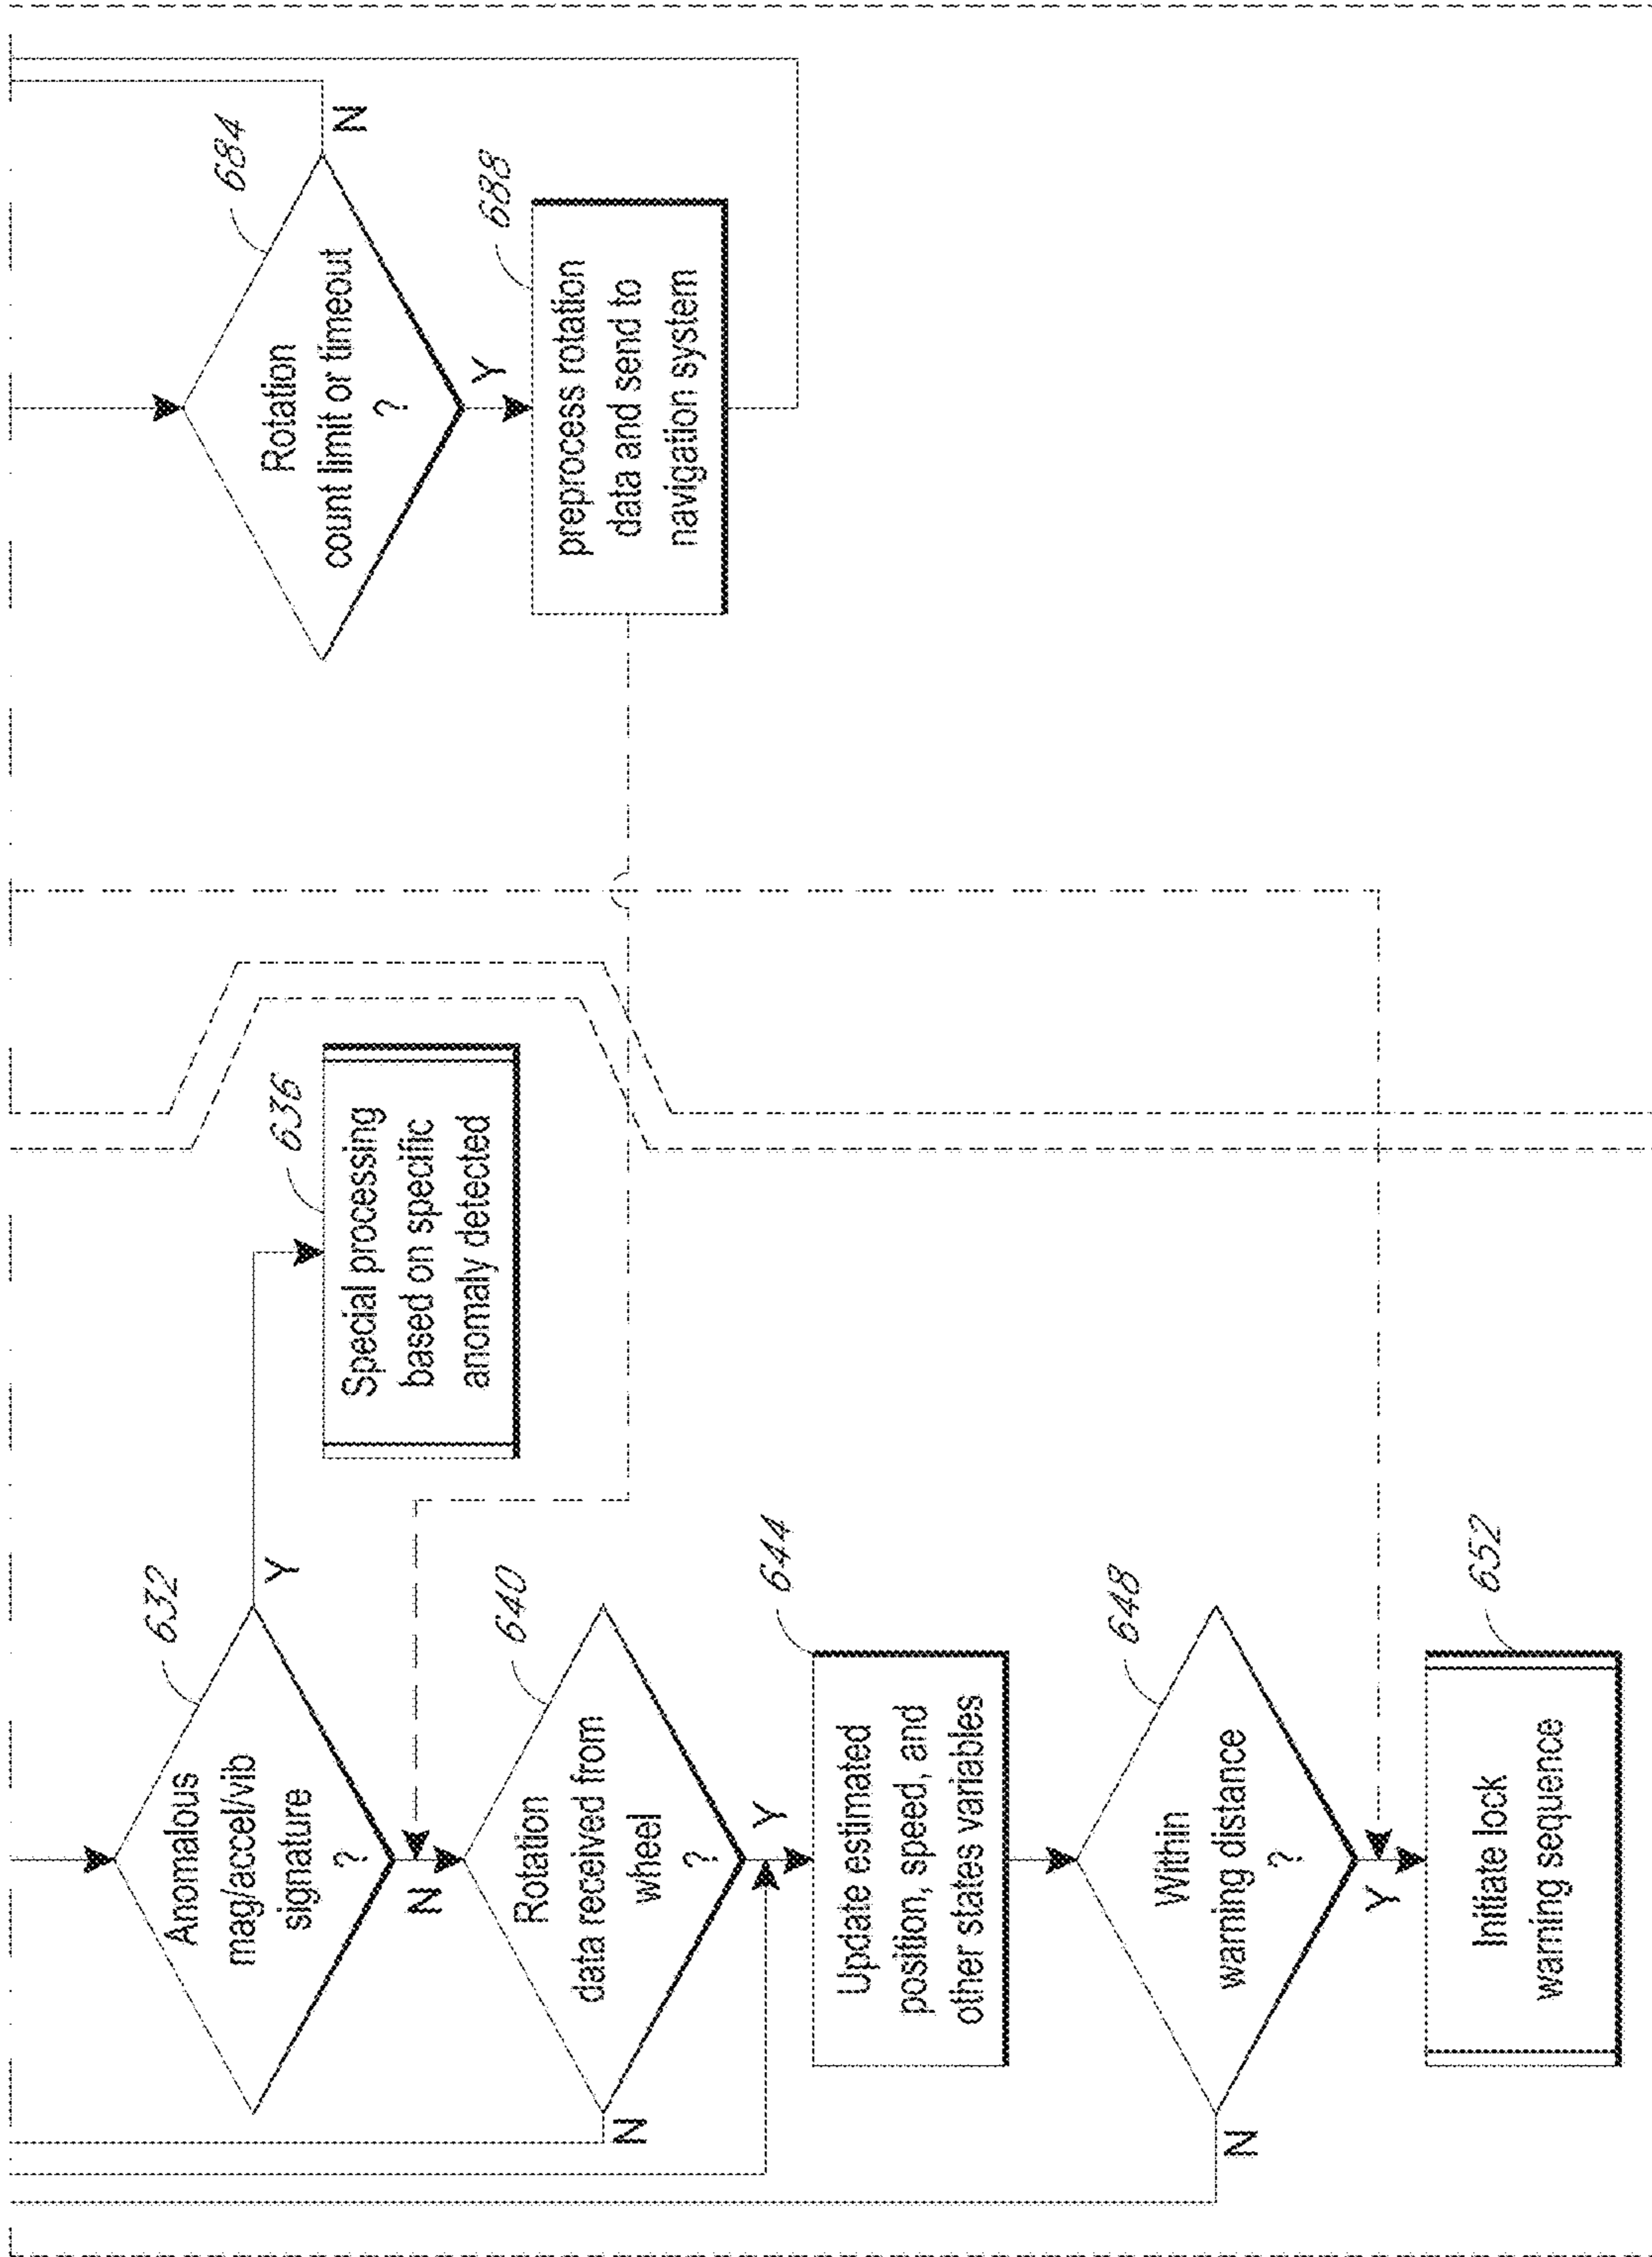 632
Anomalous
mag/accel/vib
signature
?
Y
N
636
Special processing
based on specific
anomaly detected
640
Rotation
data received from
wheel
?
N
Y
644
Update estimated
position, speed, and
other states variables
648
Within
warning distance
?
N
Y
652
Initiate lock
warning sequence
684
Rotation
count limit or timeout
?
N
Y
688
preprocess rotation
data and send to
navigation system